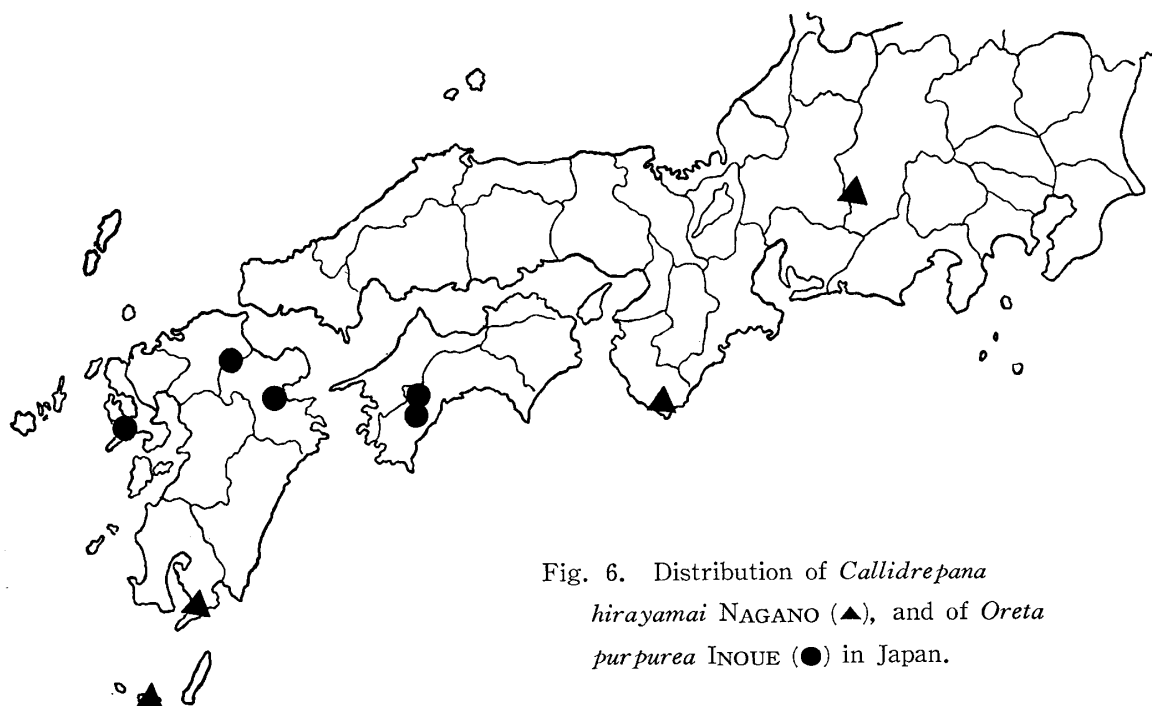 Fig. 6. Distribution of Callidrepana
hirayamai NAGANO (▲), and of Oreta
purpurea INOUE (●) in Japan.